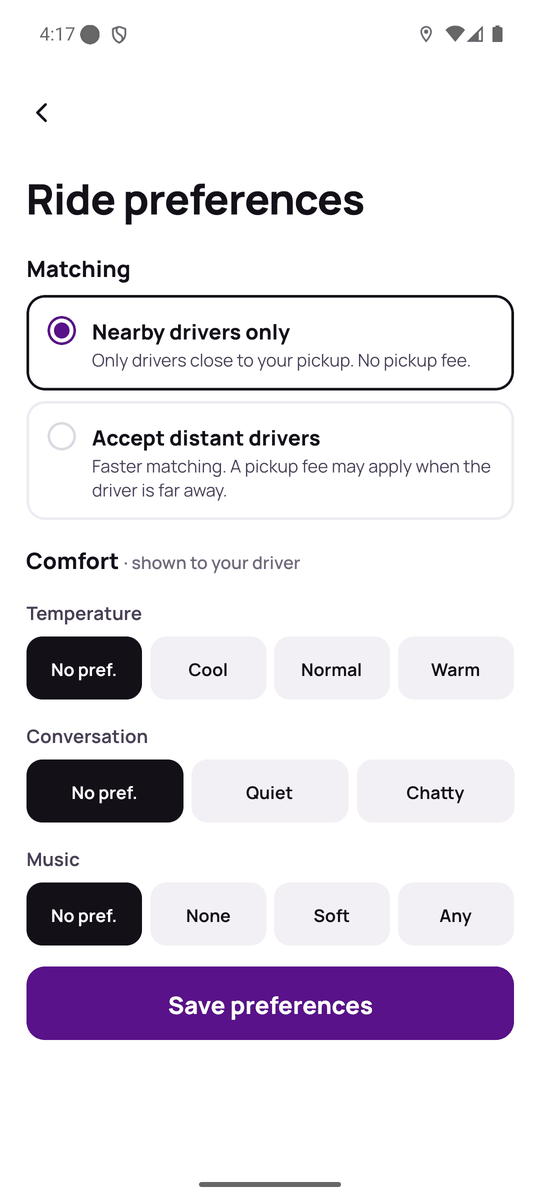 4:17
Ride preferences
Matching
Nearby drivers only
Only drivers close to your pickup. No pickup fee.
Accept distant drivers
Faster matching. A pickup fee may apply when the
driver is far away.
Comfort · shown to your driver
Temperature
No pref. Cool Normal Warm
Conversation
No pref. Quiet Chatty
Music
No pref. None Soft Any
Save preferences